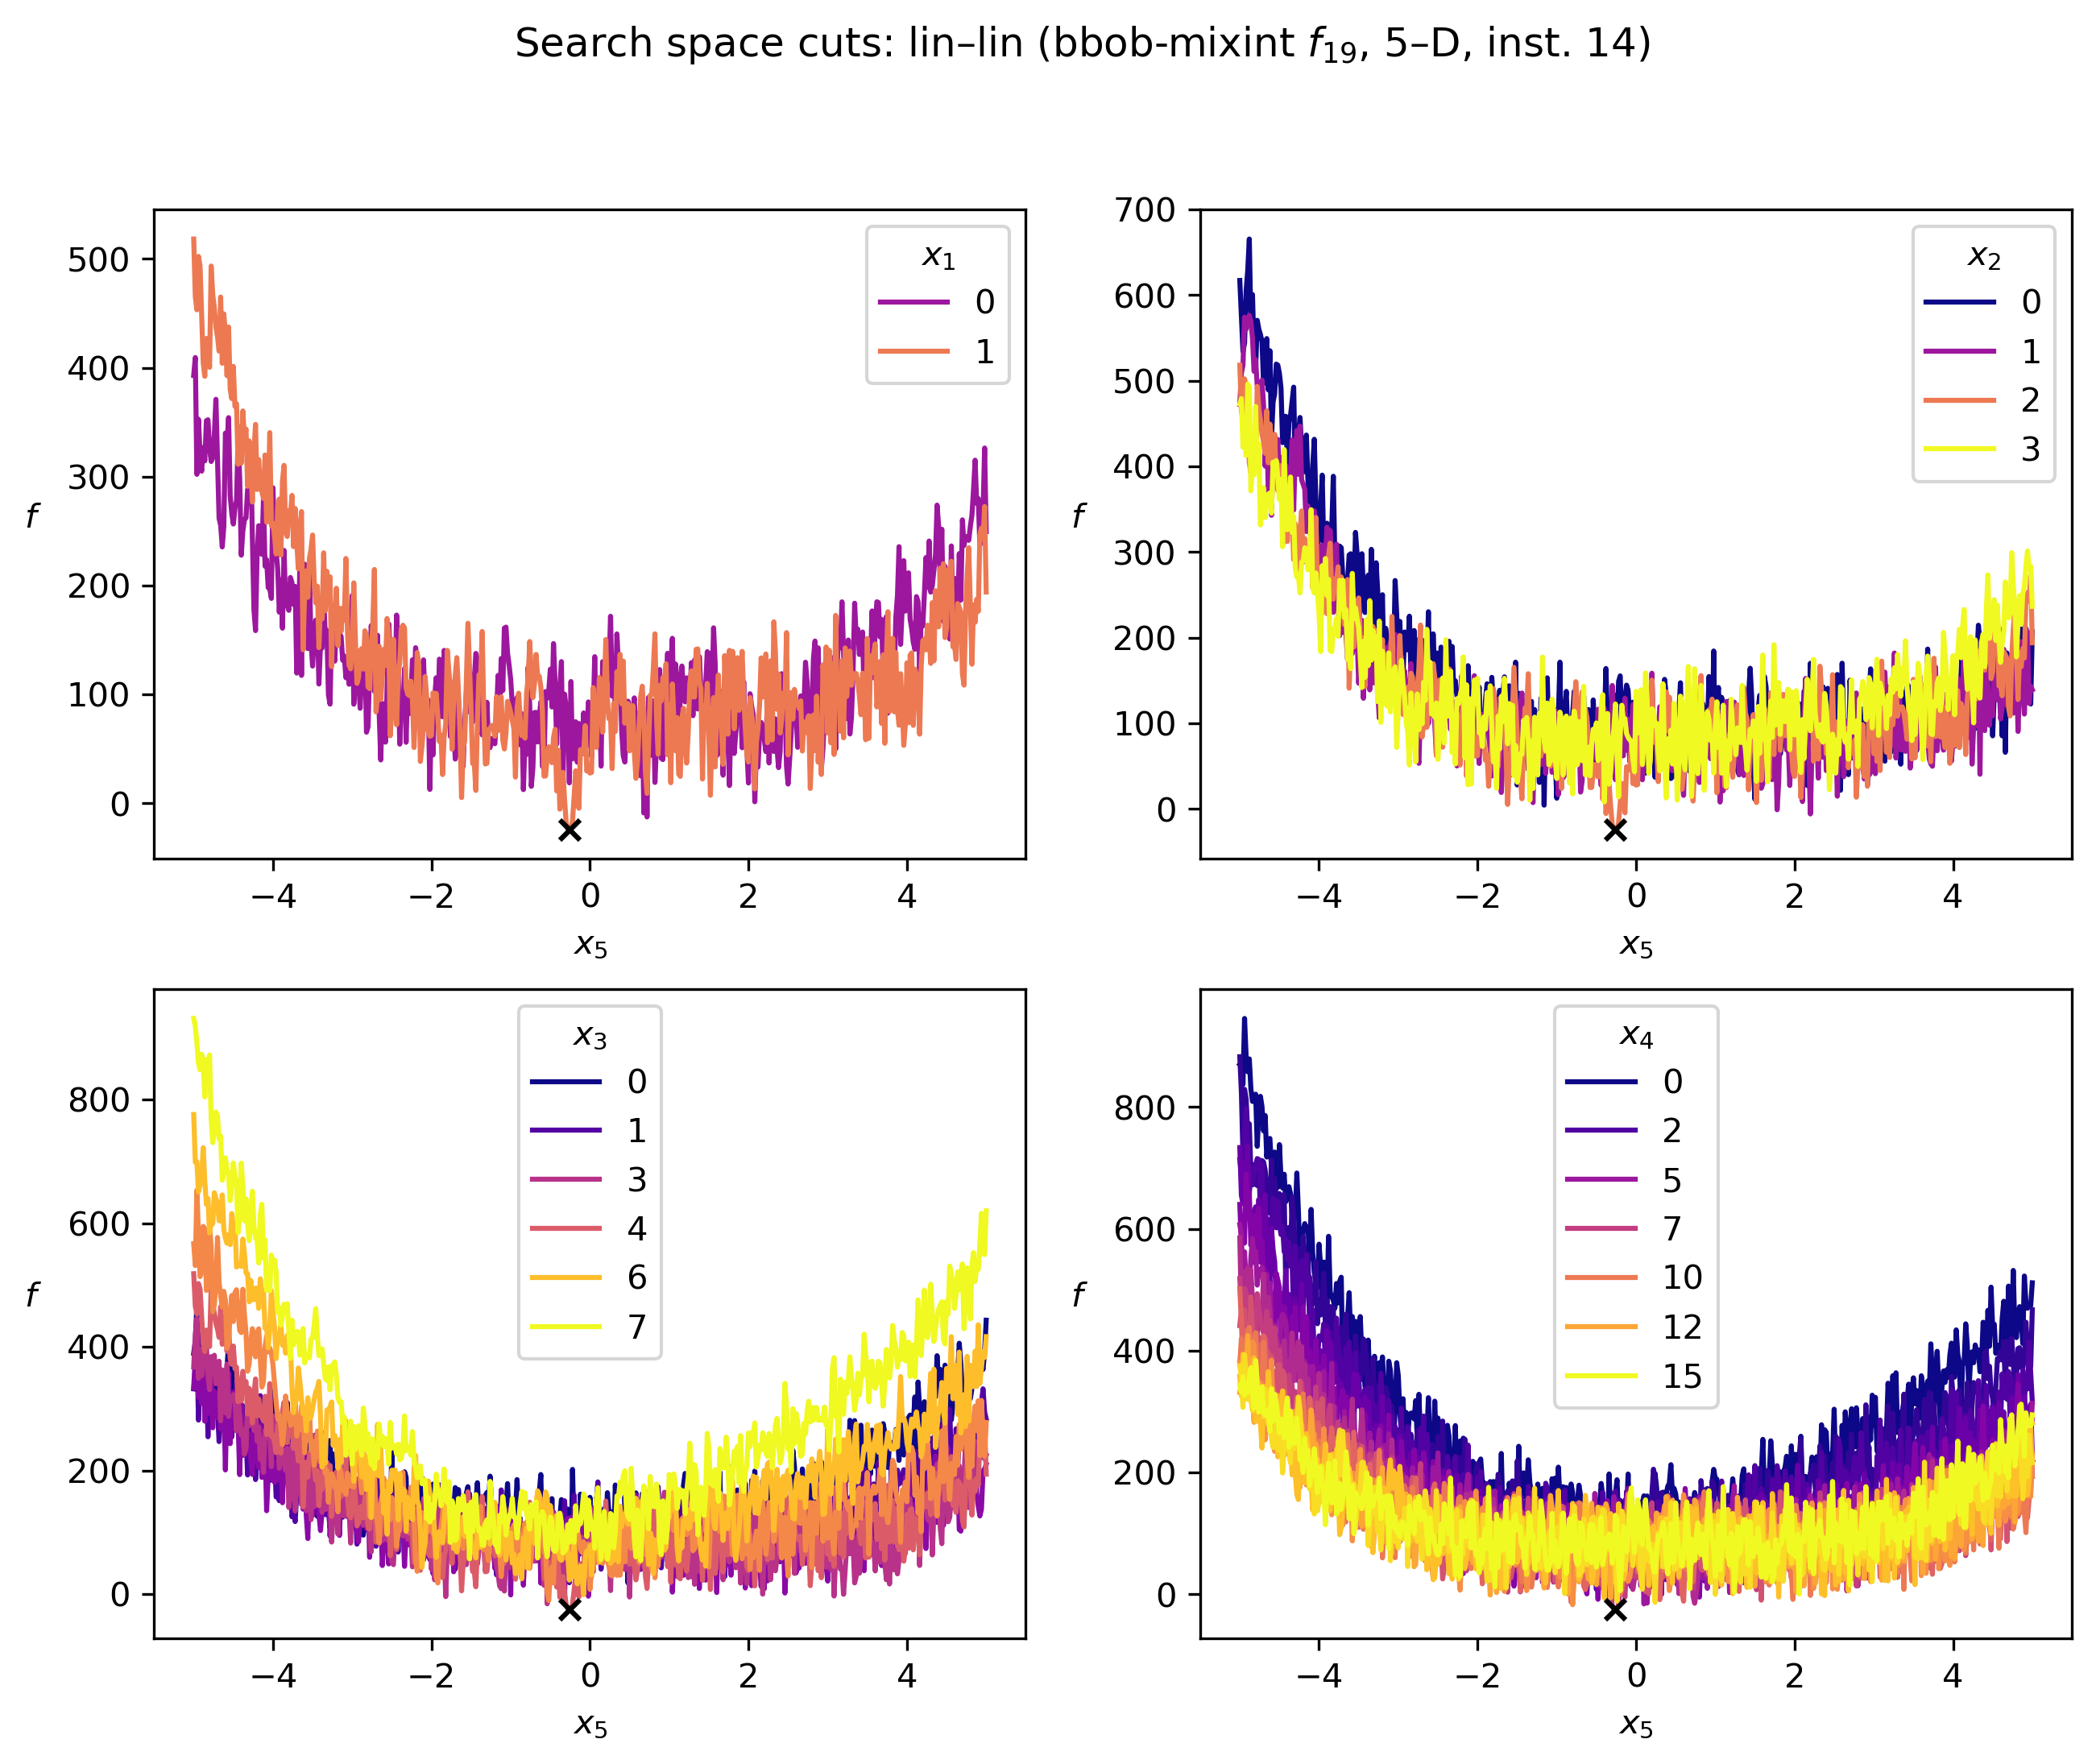 Search space cuts: lin–lin (bbob-mixint f₁₉, 5–D, inst. 14)
500
400
300
200
100
0
f
−4 −2 0 2 4
x₅
x₁
0
1
700
600
500
400
300
200
100
0
f
−4 −2 0 2 4
x₅
x₂
0
1
2
3
800
600
400
200
0
f
−4 −2 0 2 4
x₅
x₃
0
1
3
4
6
7
800
600
400
200
0
f
−4 −2 0 2 4
x₅
x₄
0
2
5
7
10
12
15